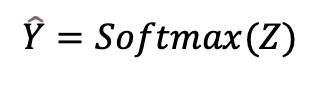 Ŷ = Softmax(Z)